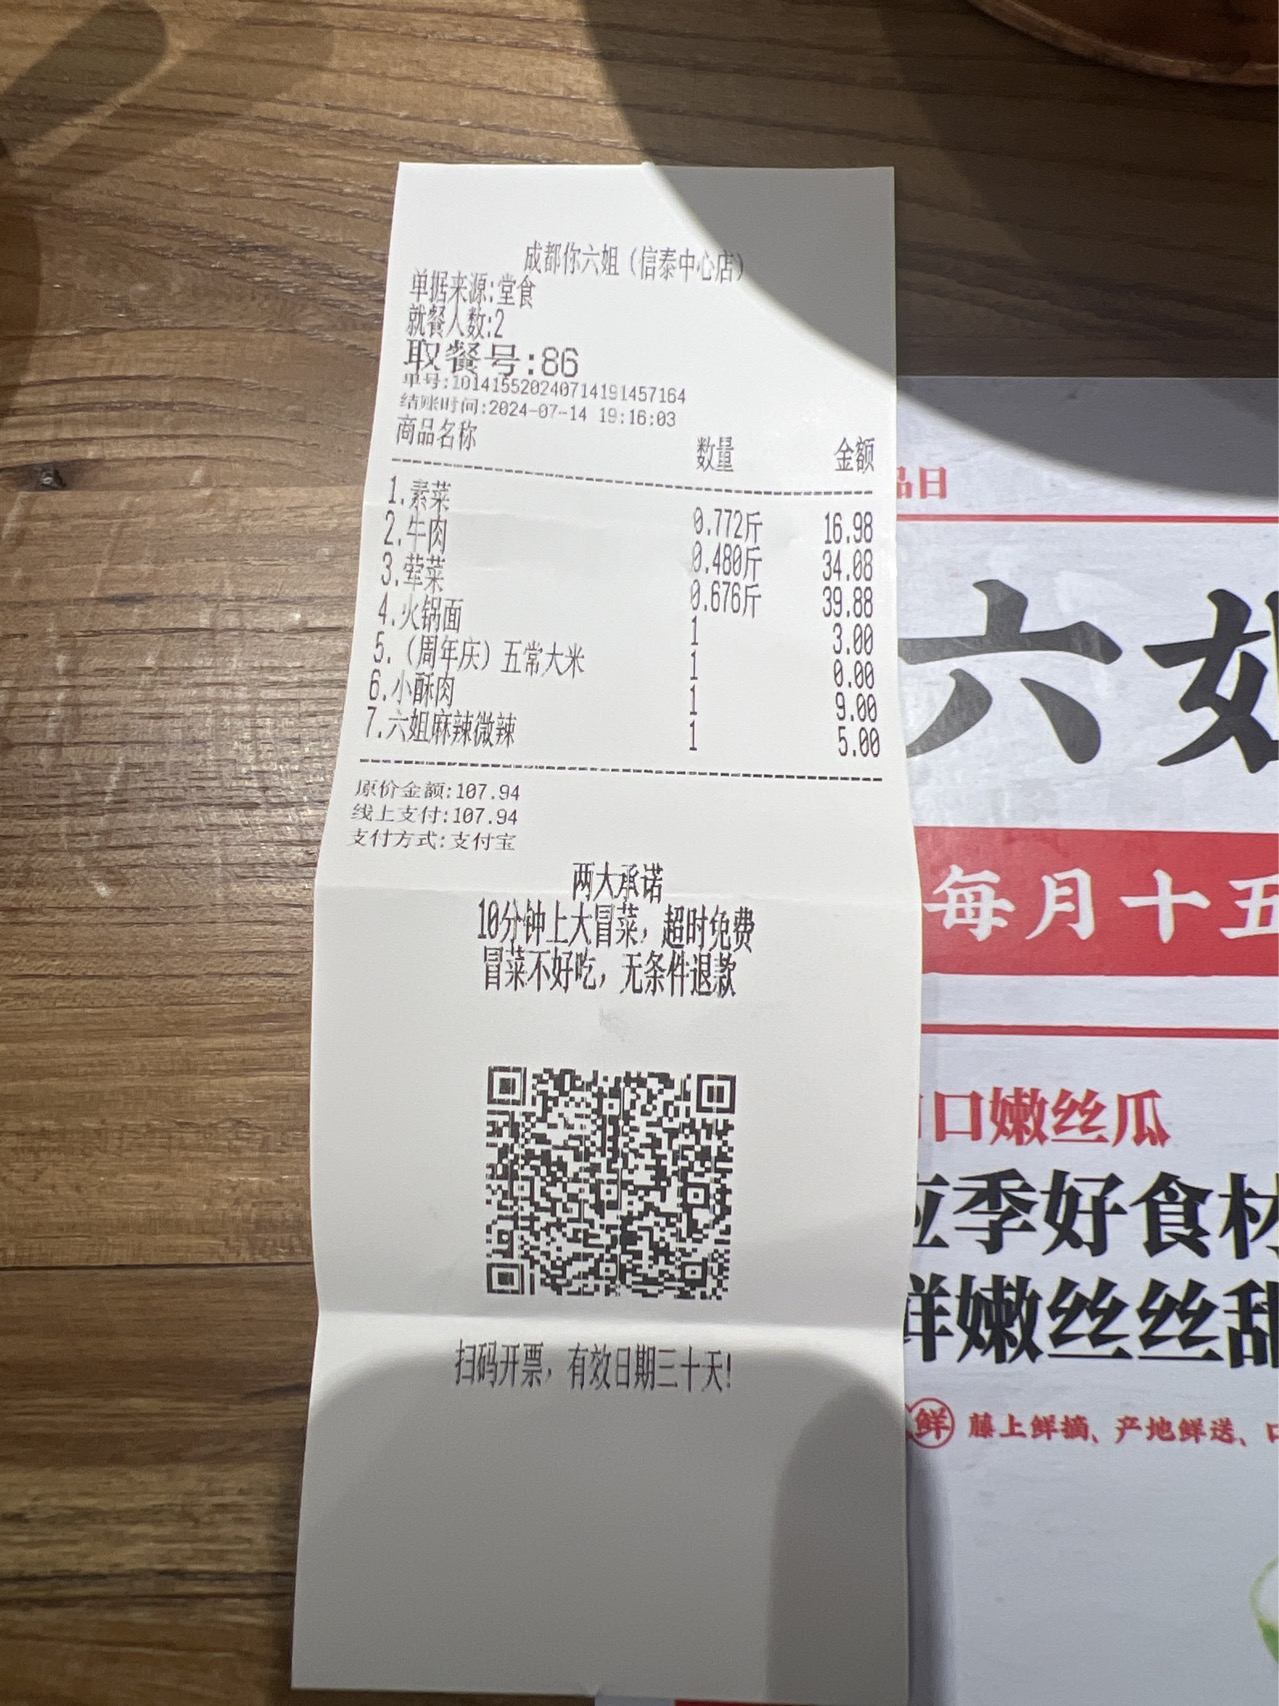 成都你六姐（信泰中心店）
单据来源:堂食
就餐人数:2
取餐号:86
单号:101415520240714191457164
结账时间:2024-07-14 19:16:03
商品名称 数量 金额
1.素菜 0.772斤 16.98
2.牛肉 0.480斤 34.08
3.荤菜 0.676斤 39.88
4.火锅面 1 3.00
5.（周年庆）五常大米 1 0.00
6.小酥肉 1 9.00
7.六姐麻辣微辣 1 5.00
原价金额:107.94
线上支付:107.94
支付方式:支付宝
两大承诺
10分钟上大冒菜，超时免费
冒菜不好吃，无条件退款
扫码开票，有效日期三十天!
品日
六姐
每月十五
口嫩丝瓜
应季好食材
鲜嫩丝丝甜
鲜 藤上鲜摘、产地鲜送、